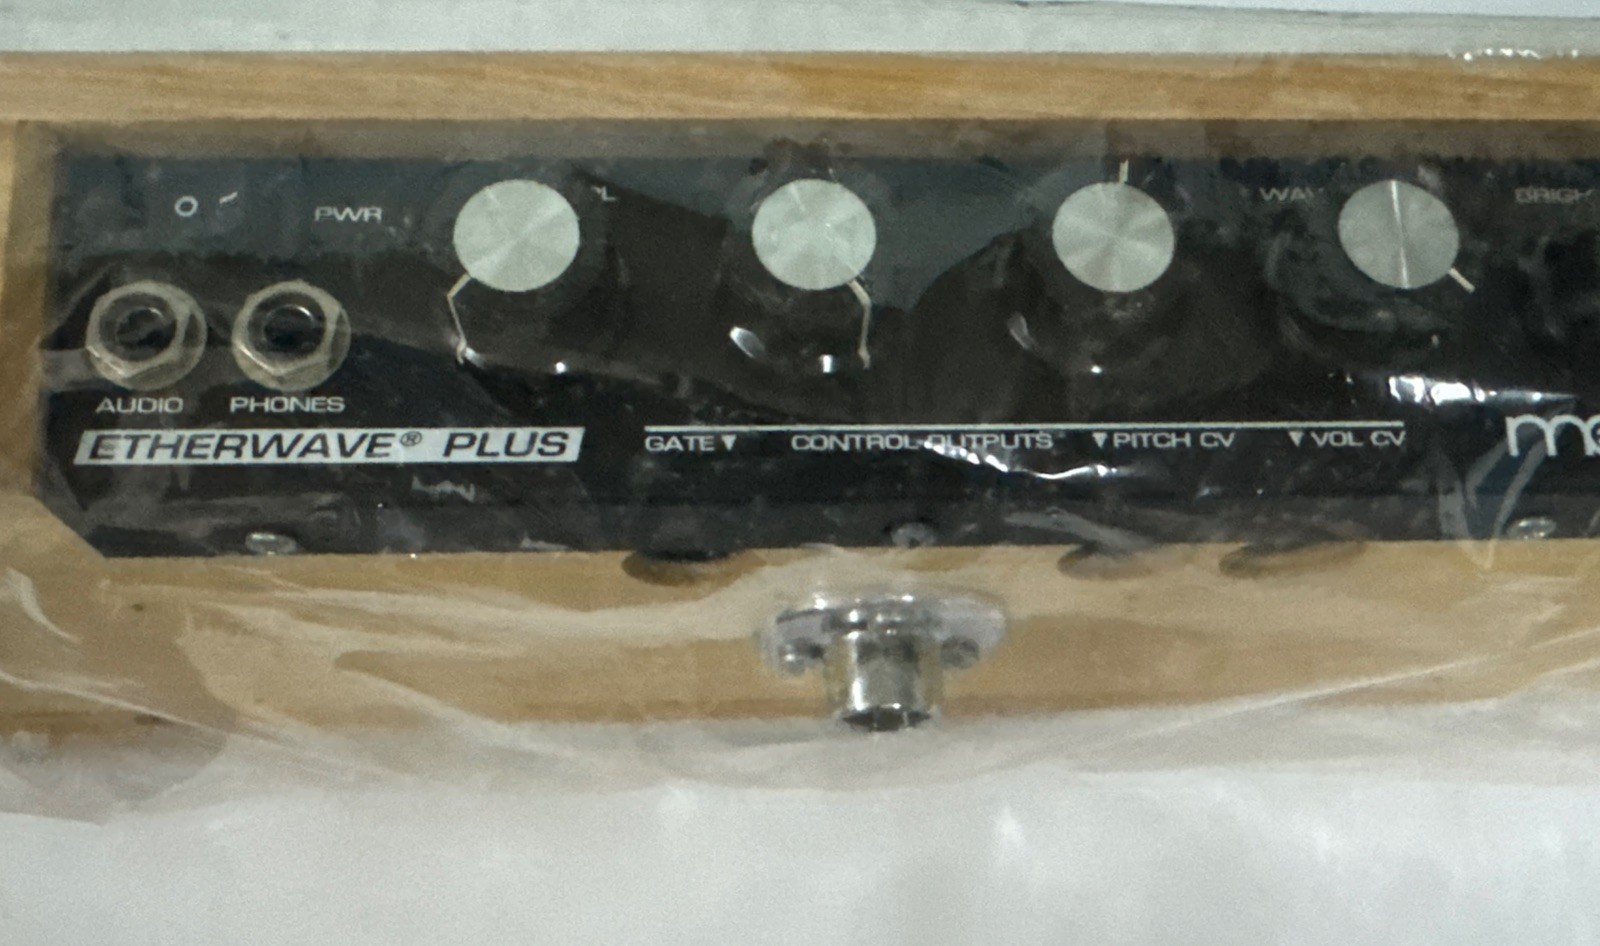 PWR
AUDIO PHONES
ETHERWAVE® PLUS
GATE▼ CONTROL OUTPUTS ▼PITCH CV ▼VOL CV